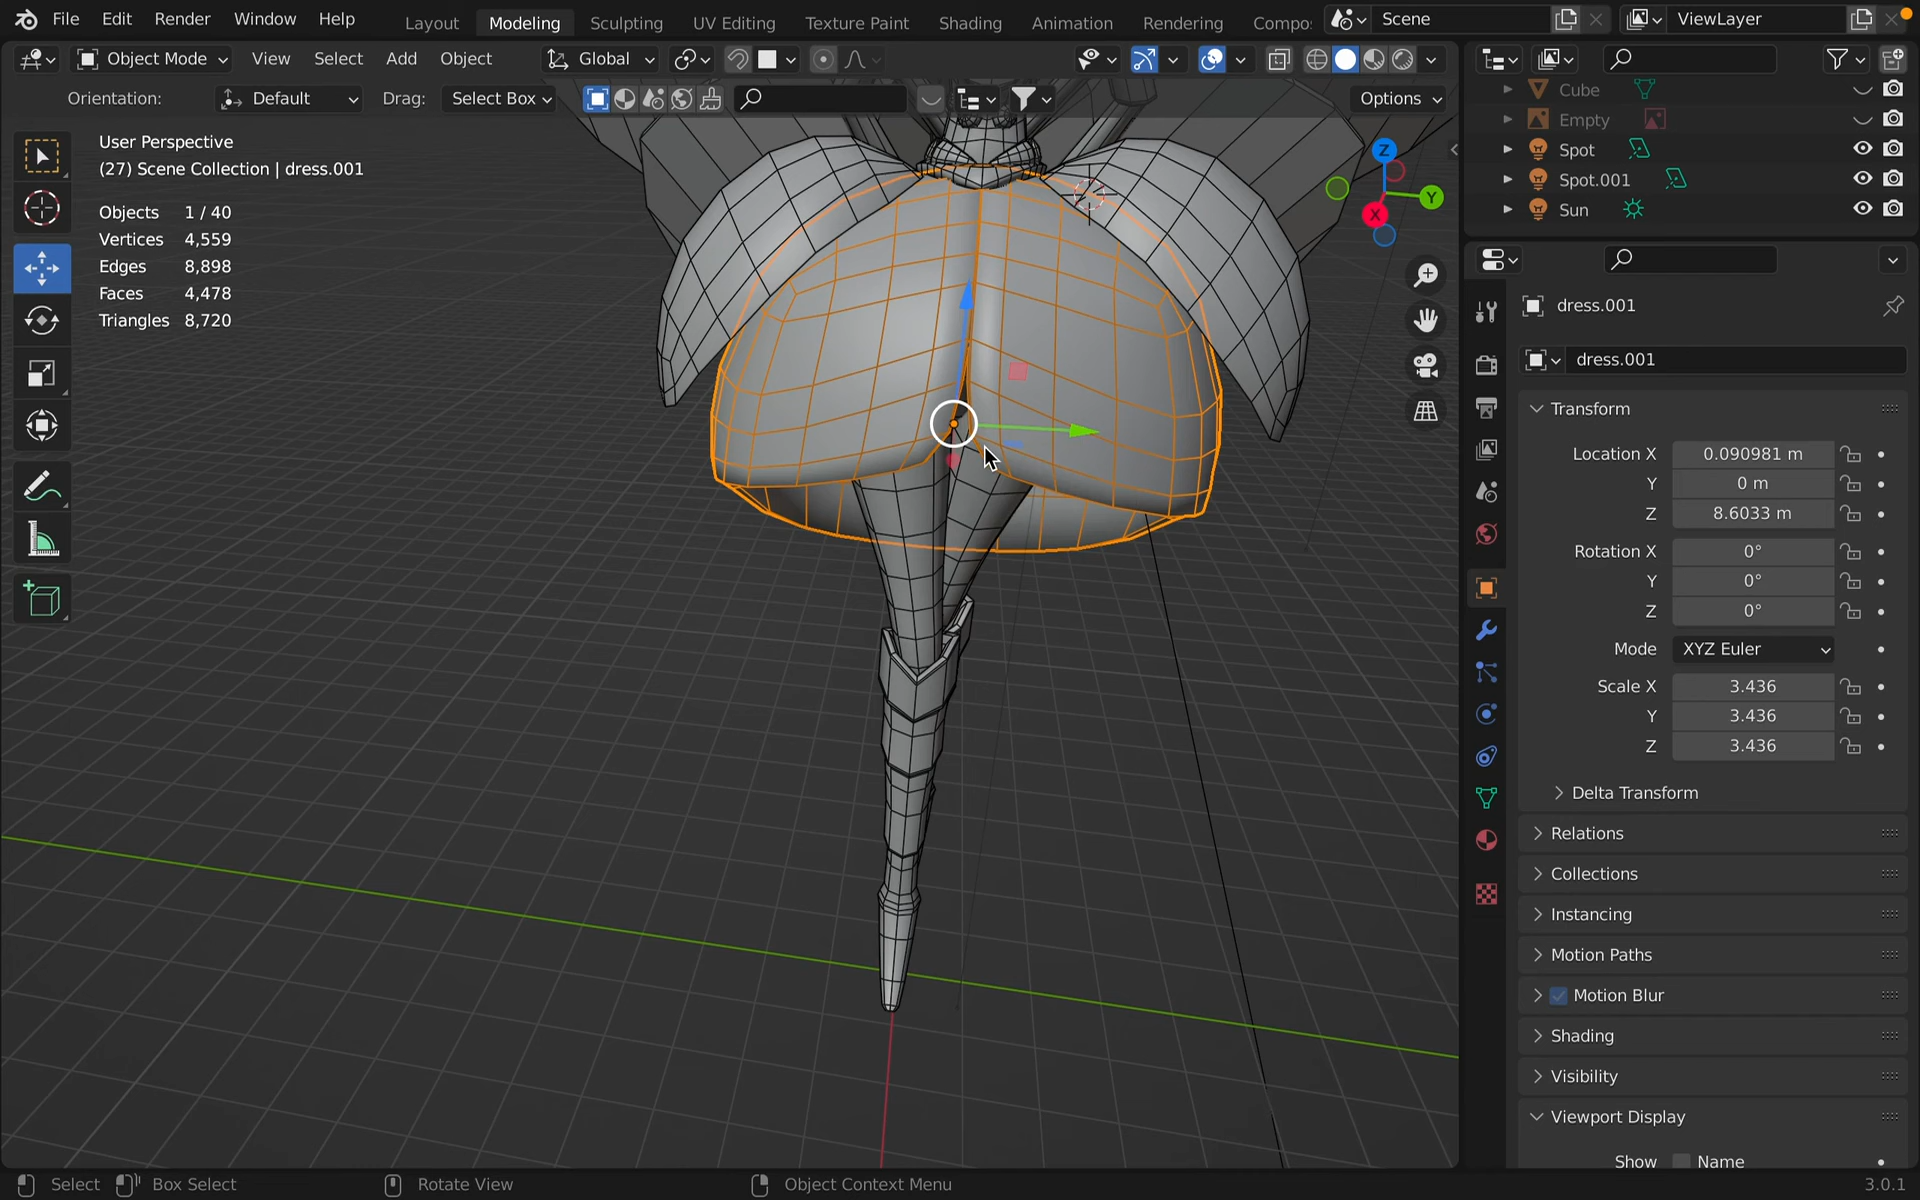 File Edit Render Window Help
Layout Modeling Sculpting UV Editing Texture Paint Shading Animation Rendering Compo
Scene
ViewLayer
Object Mode View Select Add Object
Global
Orientation: Default Drag: Select Box
Options
User Perspective
(27) Scene Collection | dress.001
Objects 1 / 40
Vertices 4,559
Edges 8,898
Faces 4,478
Triangles 8,720
Z
Y
X
Cube
Empty
Spot
Spot.001
Sun
dress.001
dress.001
Transform
Location X 0.090981 m
Y 0 m
Z 8.6033 m
Rotation X 0°
Y 0°
Z 0°
Mode XYZ Euler
Scale X 3.436
Y 3.436
Z 3.436
Delta Transform
Relations
Collections
Instancing
Motion Paths
Motion Blur
Shading
Visibility
Viewport Display
Show Name
Select Box Select Rotate View Object Context Menu 3.0.1